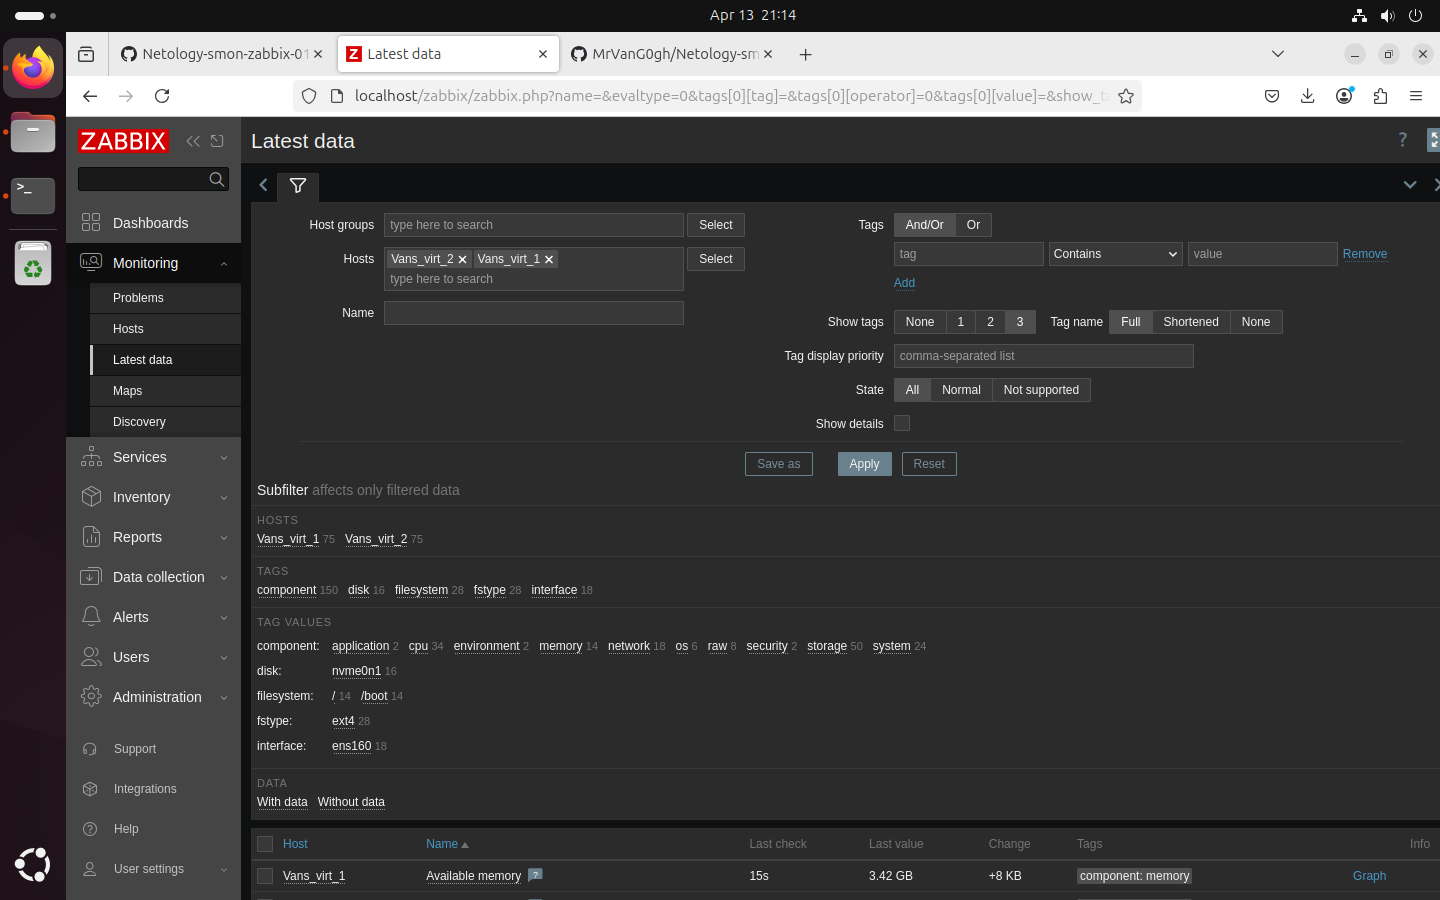 Apr 13 21:14
Netology-smon-zabbix-01
Latest data
MrVanG0gh/Netology-sm
localhost/zabbix/zabbix.php?name=&evaltype=0&tags[0][tag]=&tags[0][operator]=0&tags[0][value]=&show_t
ZABBIX
Latest data
?
Dashboards
Monitoring
Problems
Hosts
Latest data
Maps
Discovery
Services
Inventory
Reports
Data collection
Alerts
Users
Administration
Support
Integrations
Help
User settings
Host groups type here to search Select
Hosts Vans_virt_2 Vans_virt_1 Select
type here to search
Name
Tags And/Or Or
tag Contains value Remove
Add
Show tags None 1 2 3 Tag name Full Shortened None
Tag display priority comma-separated list
State All Normal Not supported
Show details
Save as Apply Reset
Subfilter affects only filtered data
HOSTS
Vans_virt_1 75 Vans_virt_2 75
TAGS
component 150 disk 16 filesystem 28 fstype 28 interface 18
TAG VALUES
component: application 2 cpu 34 environment 2 memory 14 network 18 os 6 raw 8 security 2 storage 50 system 24
disk: nvme0n1 16
filesystem: / 14 /boot 14
fstype: ext4 28
interface: ens160 18
DATA
With data Without data
Host Name Last check Last value Change Tags Info
Vans_virt_1 Available memory ? 15s 3.42 GB +8 KB component: memory Graph